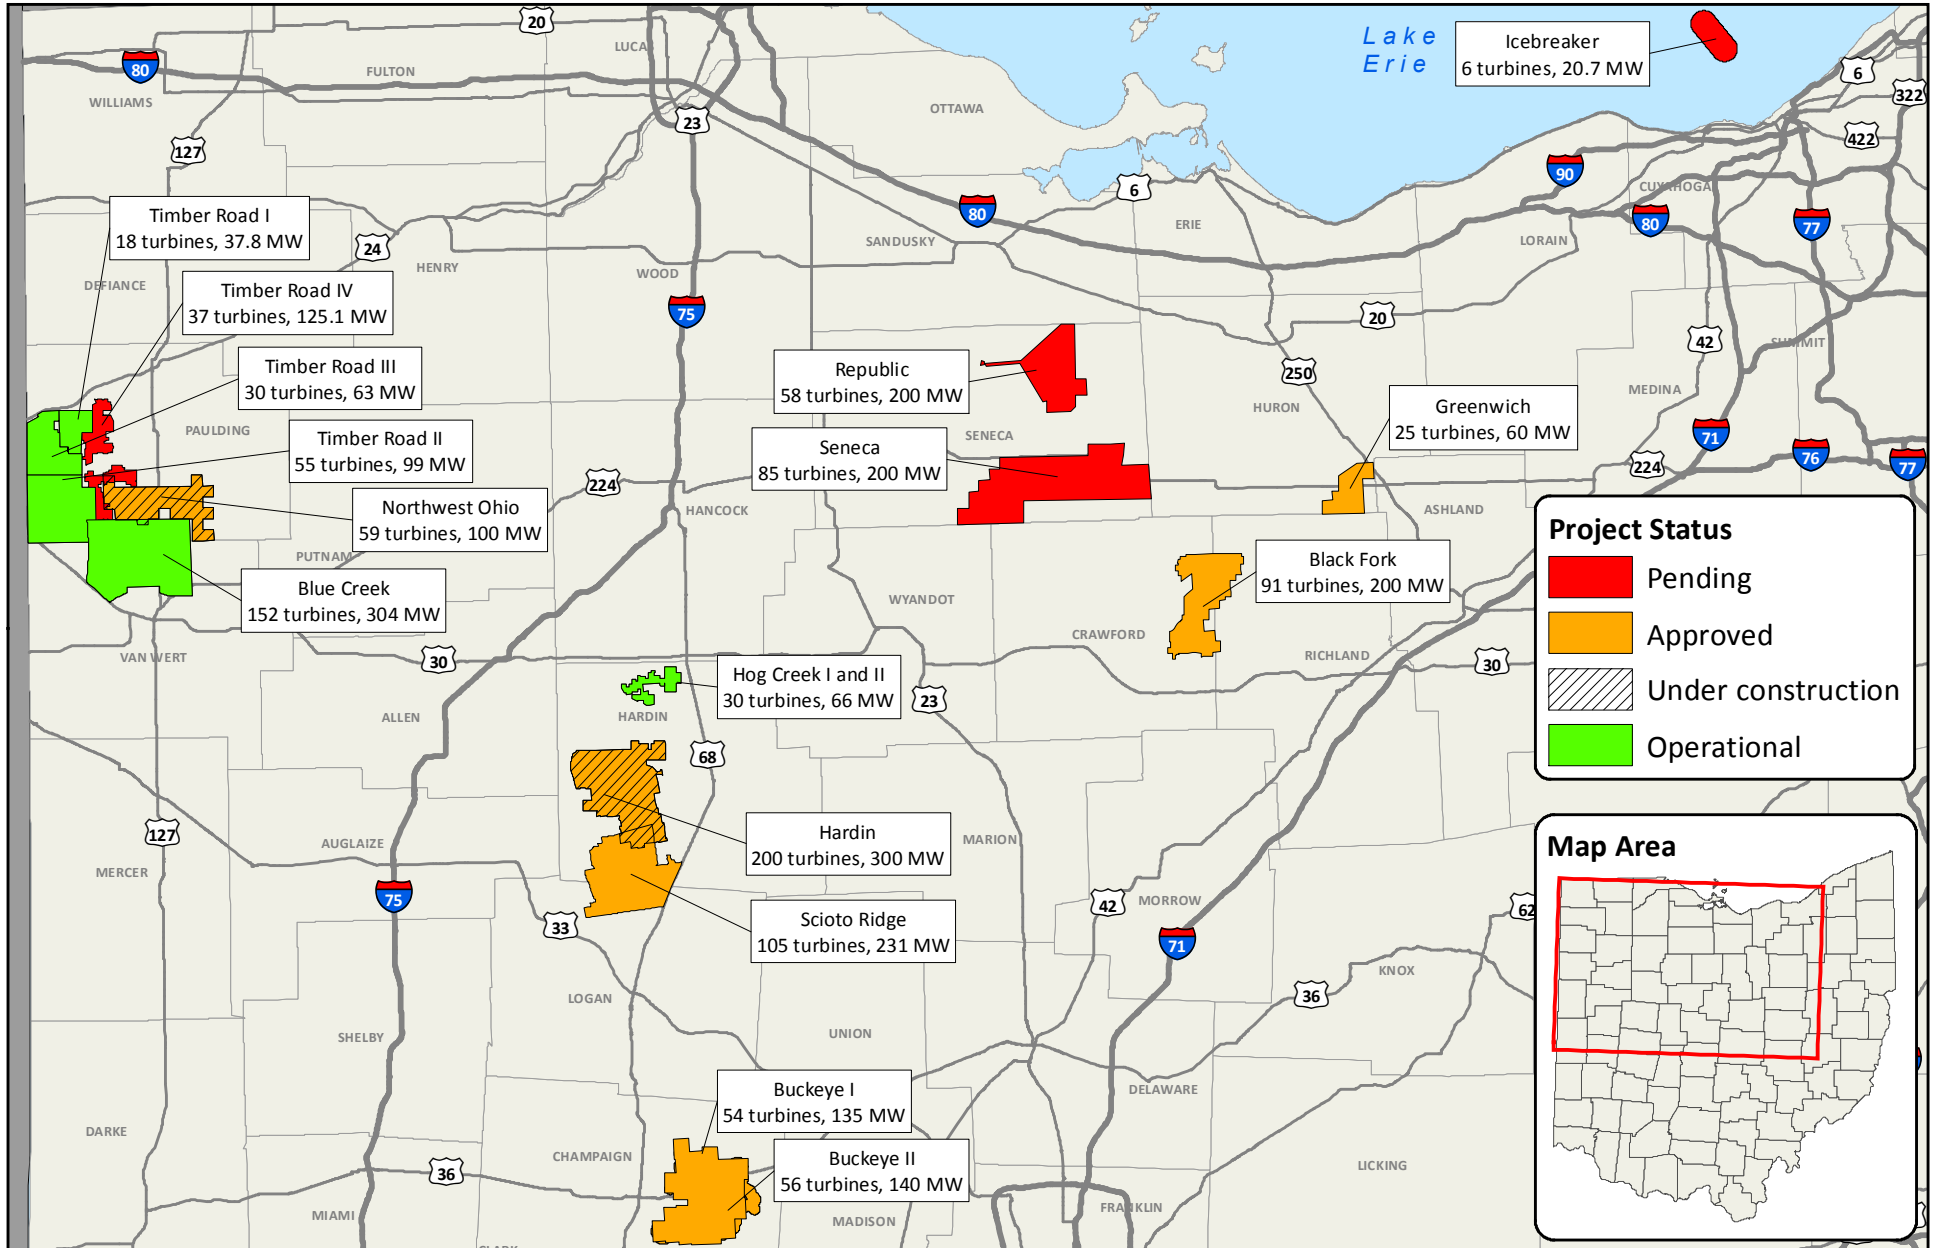 20
Lake
Erie
Icebreaker
6 turbines, 20.7 MW
6
322
80
FULTON
WILLIAMS
OTTAWA
23
422
127
90
6
CUYAHOGA
80
80
77
Timber Road I
18 turbines, 37.8 MW
24
ERIE
SANDUSKY
LORAIN
HENRY
WOOD
DEFIANCE
Timber Road IV
37 turbines, 125.1 MW
75
20
42
SUMMIT
Timber Road III
30 turbines, 63 MW
Republic
58 turbines, 200 MW
250
MEDINA
HURON
Greenwich
25 turbines, 60 MW
PAULDING
Timber Road II
55 turbines, 99 MW
SENECA
Seneca
85 turbines, 200 MW
71
76
77
224
224
Northwest Ohio
59 turbines, 100 MW
HANCOCK
ASHLAND
PUTNAM
Blue Creek
152 turbines, 304 MW
Black Fork
91 turbines, 200 MW
WYANDOT
CRAWFORD
RICHLAND
VAN WERT
30
30
Hog Creek I and II
30 turbines, 66 MW
23
ALLEN
HARDIN
68
Project Status
Pending
Approved
Under construction
Operational
127
AUGLAIZE
Hardin
200 turbines, 300 MW
MARION
MERCER
75
33
Scioto Ridge
105 turbines, 231 MW
42
MORROW
62
71
KNOX
36
LOGAN
SHELBY
UNION
Map Area
Buckeye I
54 turbines, 135 MW
DELAWARE
DARKE
CHAMPAIGN
Buckeye II
56 turbines, 140 MW
36
LICKING
MIAMI
MADISON
FRANKLIN